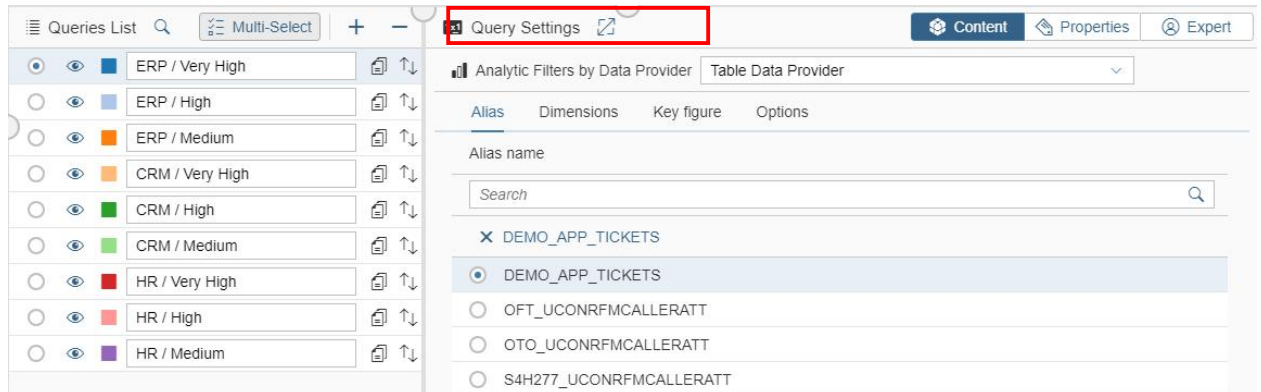 Queries List Multi-Select
ERP / Very High
ERP / High
ERP / Medium
CRM / Very High
CRM / High
CRM / Medium
HR / Very High
HR / High
HR / Medium
Query Settings Content Properties Expert
Analytic Filters by Data Provider Table Data Provider
Alias Dimensions Key figure Options
Alias name
Search
DEMO_APP_TICKETS
DEMO_APP_TICKETS
OFT_UCONRFMCALLERATT
OTO_UCONRFMCALLERATT
S4H277_UCONRFMCALLERATT